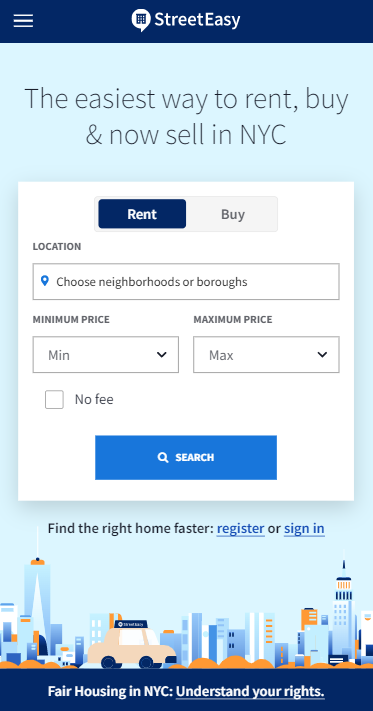 StreetEasy
The easiest way to rent, buy
& now sell in NYC
Rent Buy
LOCATION
Choose neighborhoods or boroughs
MINIMUM PRICE MAXIMUM PRICE
Min Max
No fee
SEARCH
Find the right home faster: register or sign in
StreetEasy
Fair Housing in NYC: Understand your rights.